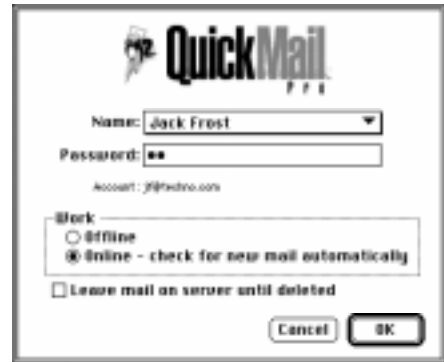 QuickMail
Pro
Name: Jack Frost
Password: ••
Account: jf@techno.com
Work
Offline
Online - check for new mail automatically
Leave mail on server until deleted
Cancel
OK